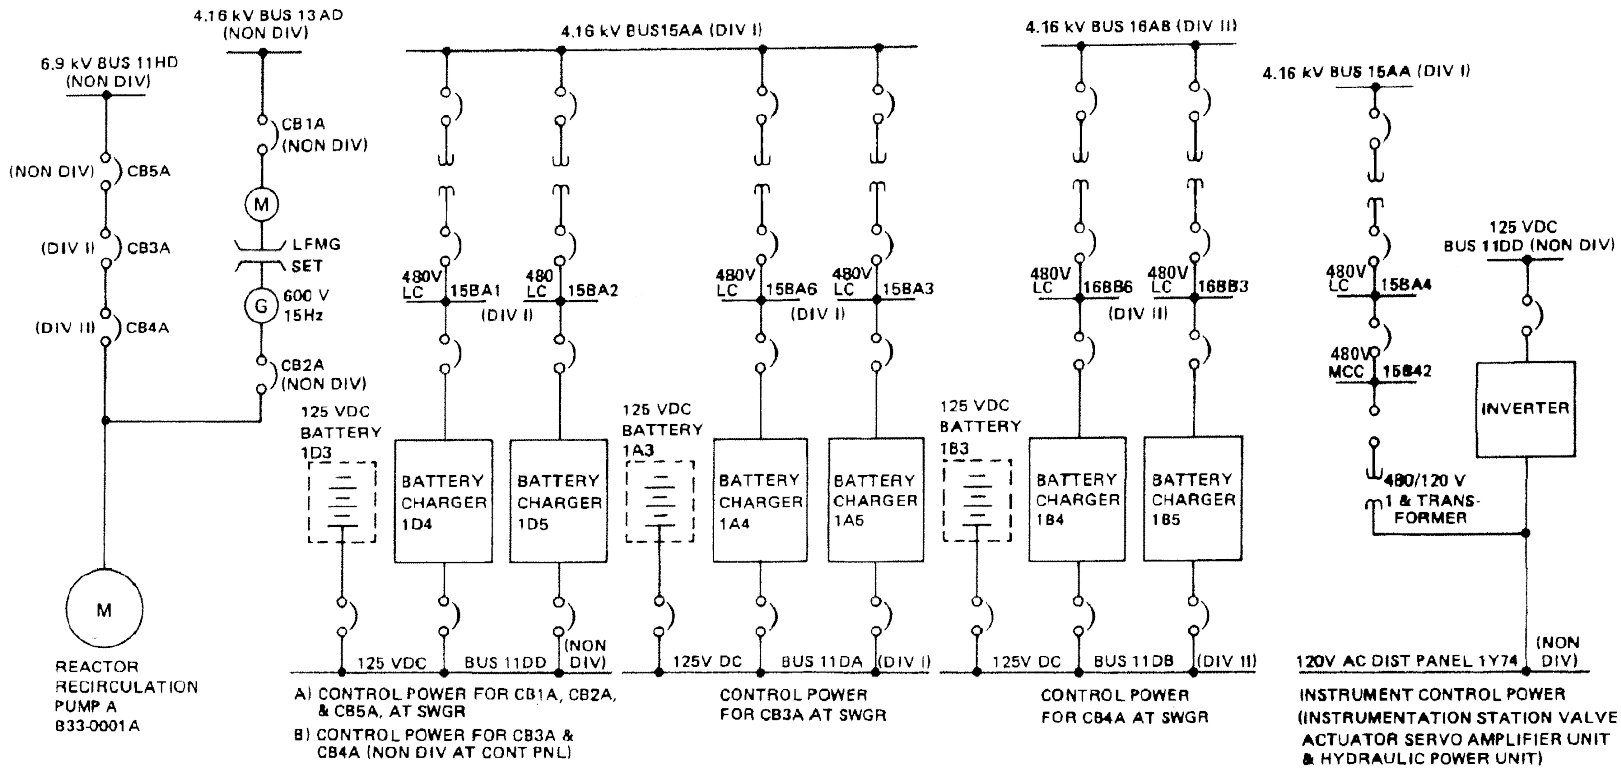 4.16 kV BUS 13AD
(NON DIV)
6.9 kV BUS 11HD
(NON DIV)
4.16 kV BUS15AA (DIV I)
4.16 kV BUS 16AB (DIV II)
4.16 kV BUS 15AA (DIV I)
CB1A
(NON DIV)
(NON DIV)
CB5A
M
(DIV I)
CB3A
LFMG
SET
G
600 V
15Hz
(DIV II)
CB4A
CB2A
(NON DIV)
480V
LC
15BA1
480
LC
15BA2
(DIV I)
480V
LC
15BA6
480V
LC
15BA3
(DIV I)
480V
LC
16BB6
480V
LC
16BB3
(DIV II)
480V
LC
15BA4
480V
MCC
15B42
125 VDC
BUS 11DD (NON DIV)
INVERTER
480/120 V
1 & TRANS-
FORMER
125 VDC
BATTERY
1D3
BATTERY
CHARGER
1D4
BATTERY
CHARGER
1D5
125 VDC
BATTERY
1A3
BATTERY
CHARGER
1A4
BATTERY
CHARGER
1A5
125 VDC
BATTERY
1B3
BATTERY
CHARGER
1B4
BATTERY
CHARGER
1B5
M
REACTOR
RECIRCULATION
PUMP A
B33-0001A
125 VDC
BUS 11DD
(NON
DIV)
A) CONTROL POWER FOR CB1A, CB2A,
& CB5A, AT SWGR
B) CONTROL POWER FOR CB3A &
CB4A (NON DIV AT CONT PNL)
125V DC
BUS 11DA
(DIV I)
CONTROL POWER
FOR CB3A AT SWGR
125V DC
BUS 11DB
(DIV II)
CONTROL POWER
FOR CB4A AT SWGR
120V AC DIST PANEL 1Y74
(NON
DIV)
INSTRUMENT CONTROL POWER
(INSTRUMENTATION STATION VALVE
ACTUATOR SERVO AMPLIFIER UNIT
& HYDRAULIC POWER UNIT)